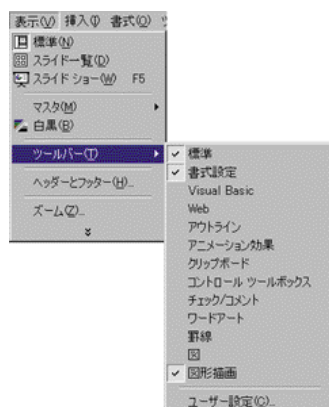 表示(V) 挿入(I) 書式(O)
標準(N)
スライド一覧(D)
スライド ショー(W) F5
マスタ(M)
白黒(B)
ツールバー(T)
ヘッダーとフッター(H)...
ズーム(Z)...
標準
書式設定
Visual Basic
Web
アウトライン
アニメーション効果
クリップボード
コントロール ツールボックス
チェック/コメント
ワードアート
罫線
図
図形描画
ユーザー設定(C)...